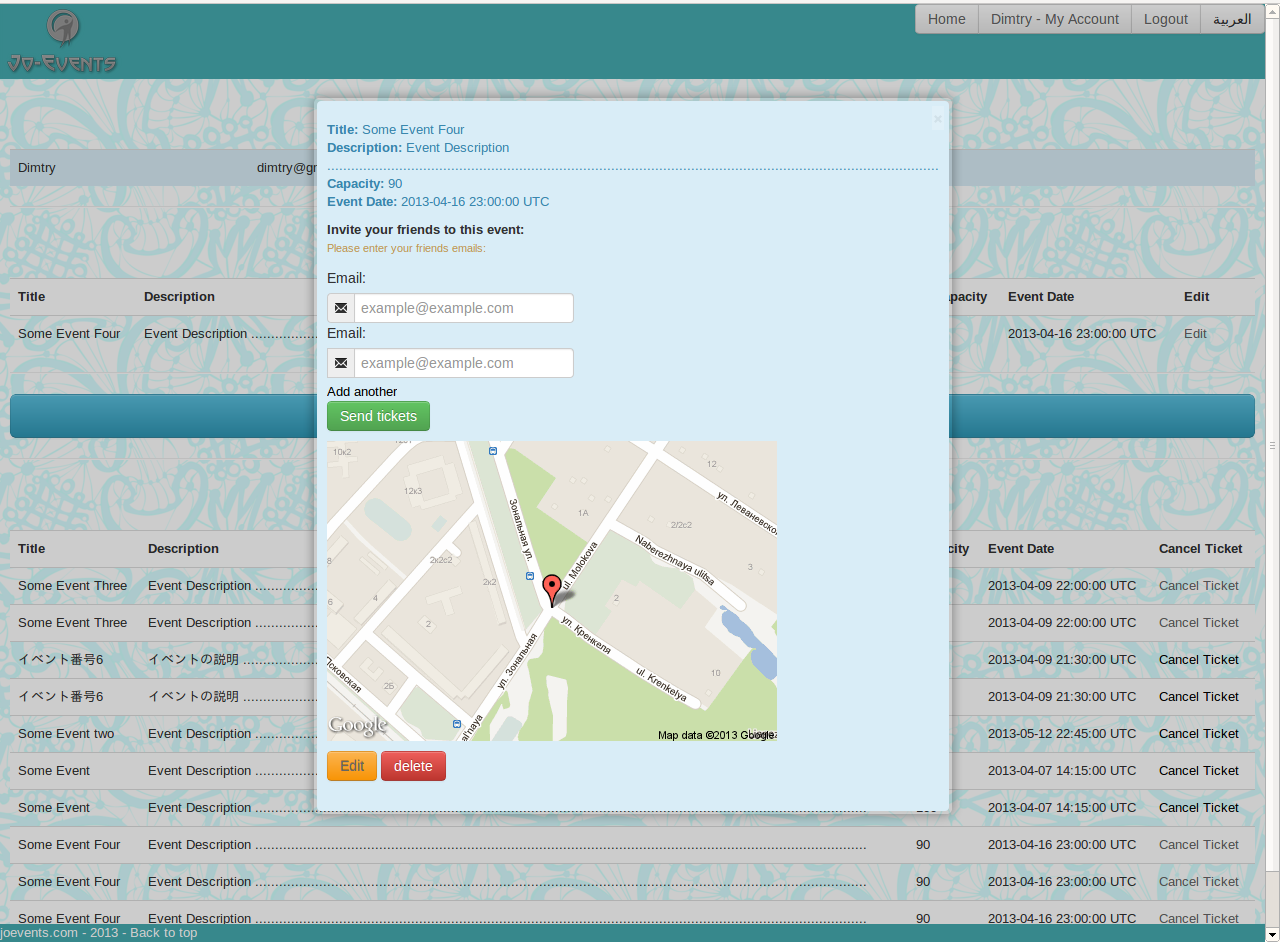 Jo-Events
Home Dimtry - My Account Logout العربية
Dimtry
Title: Some Event Four
Description: Event Description
Capacity: 90
Event Date: 2013-04-16 23:00:00 UTC
Invite your friends to this event:
Please enter your friends emails:
Email:
example@example.com
Email:
example@example.com
Add another
Send tickets
10к2
12к3
12
1А
2/2с2
2к2с2
2к2
3
8
6
4
2
2
2Б
10
Зональная ул.
ul. Molokova
ул. Леваневско
Naberezhnaya ulitsa
ул. Кренкеля
ul. Krenkelya
ул. Зональная
Псковская
al'naya
Google
Map data ©2013 Google
Edit delete
Title Description Event Date Edit
Some Event Four Event Description 2013-04-16 23:00:00 UTC Edit
Title Description Event Date Cancel Ticket
Some Event Three Event Description 2013-04-09 22:00:00 UTC Cancel Ticket
Some Event Three Event Description 2013-04-09 22:00:00 UTC Cancel Ticket
イベント番号6 イベントの説明 2013-04-09 21:30:00 UTC Cancel Ticket
イベント番号6 イベントの説明 2013-04-09 21:30:00 UTC Cancel Ticket
Some Event two Event Description 2013-05-12 22:45:00 UTC Cancel Ticket
Some Event Event Description 2013-04-07 14:15:00 UTC Cancel Ticket
Some Event Event Description 2013-04-07 14:15:00 UTC Cancel Ticket
Some Event Four Event Description 90 2013-04-16 23:00:00 UTC Cancel Ticket
Some Event Four Event Description 90 2013-04-16 23:00:00 UTC Cancel Ticket
Some Event Four Event Description 90 2013-04-16 23:00:00 UTC Cancel Ticket
joevents.com - 2013 - Back to top